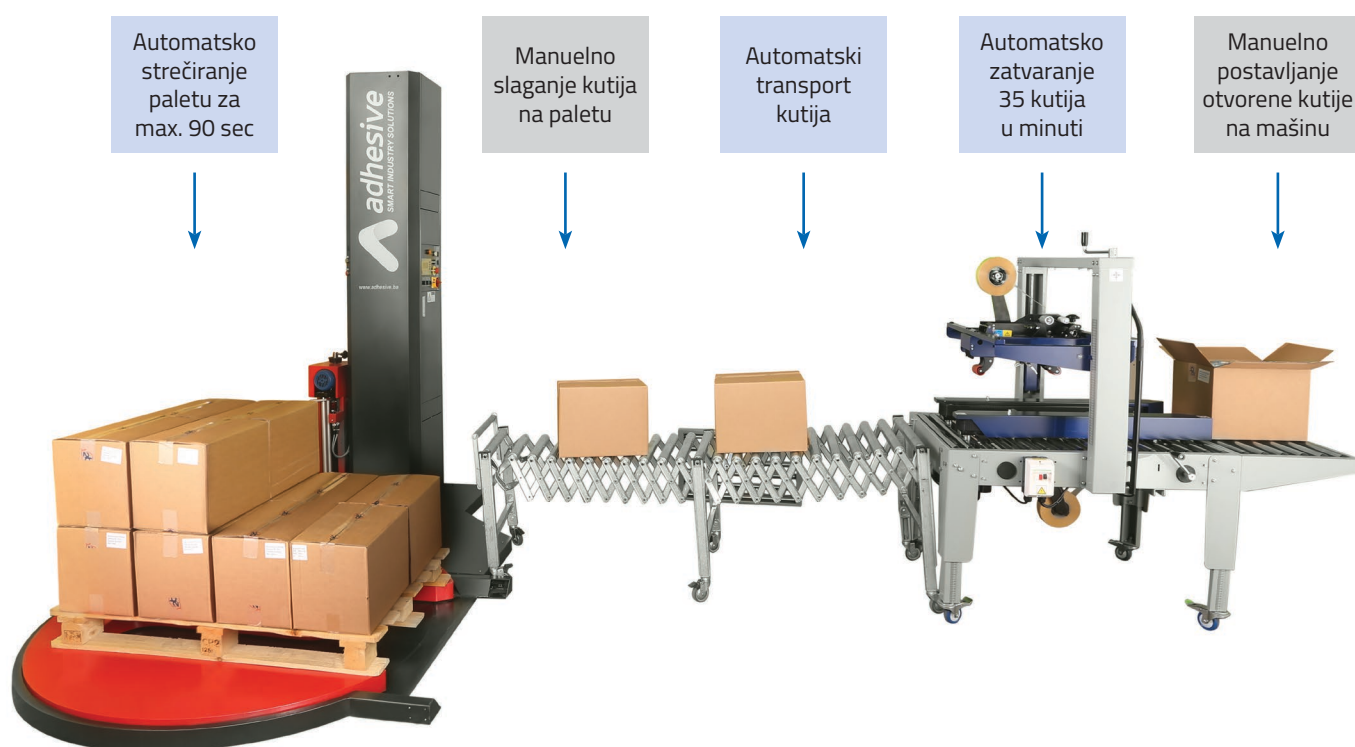 Automatsko
strečiranje
paletu za
max. 90 sec
Manuelno
slaganje kutija
na paletu
Automatski
transport
kutija
Automatsko
zatvaranje
35 kutija
u minuti
Manuelno
postavljanje
otvorene kutije
na mašinu
adhesive
SMART INDUSTRY SOLUTIONS
www.adhesive.ba